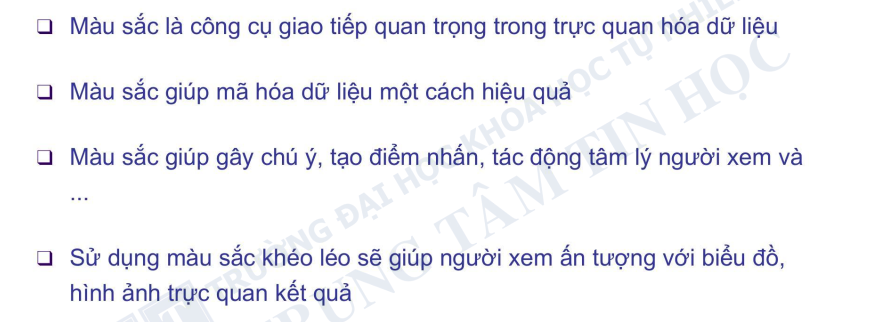 ❑ Màu sắc là công cụ giao tiếp quan trọng trong trực quan hóa dữ liệu
❑ Màu sắc giúp mã hóa dữ liệu một cách hiệu quả
❑ Màu sắc giúp gây chú ý, tạo điểm nhấn, tác động tâm lý người xem và
...
❑ Sử dụng màu sắc khéo léo sẽ giúp người xem ấn tượng với biểu đồ,
hình ảnh trực quan kết quả
TRƯỜNG ĐẠI HỌC KHOA HỌC TỰ NHIÊN
TRUNG TÂM TIN HỌC